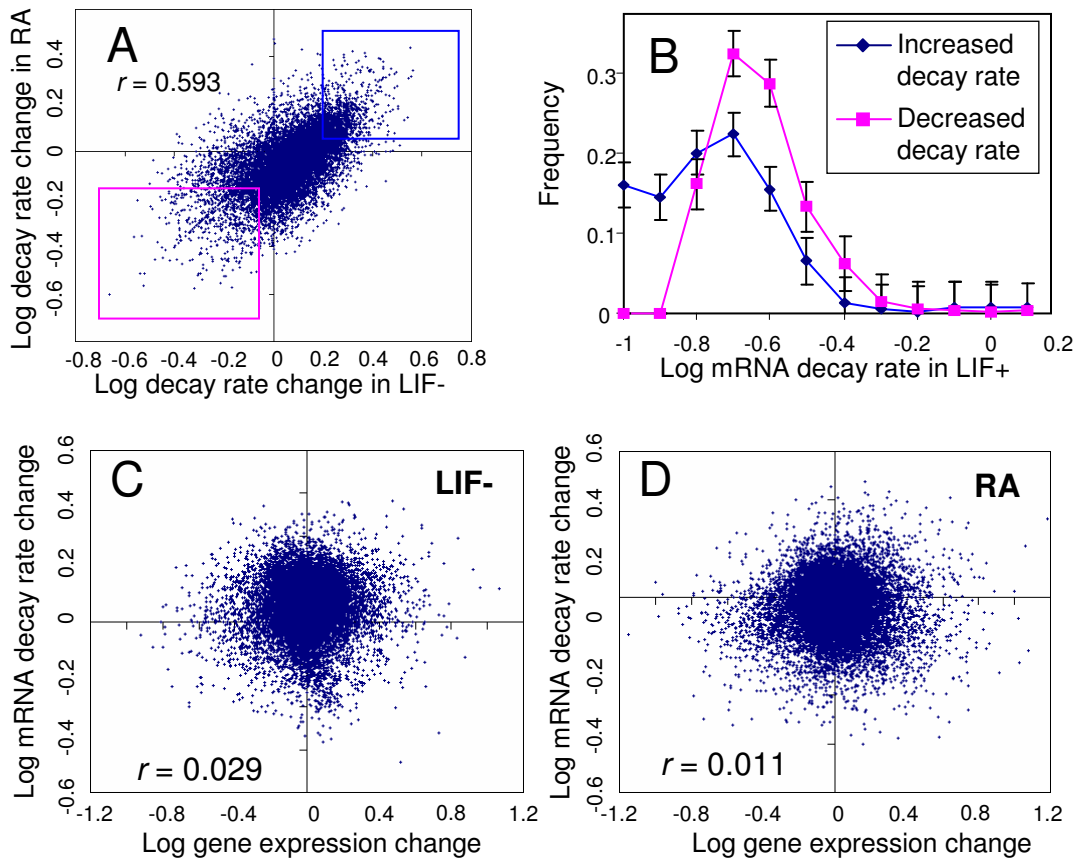 A
r = 0.593
Log decay rate change in RA
0.4
0.2
0
-0.2
-0.4
-0.6
-0.8 -0.6 -0.4 -0.2 0 0.2 0.4 0.6 0.8
Log decay rate change in LIF-
B
Increased
decay rate
Decreased
decay rate
Frequency
0.3
0.2
0.1
0
-1 -0.8 -0.6 -0.4 -0.2 0 0.2
Log mRNA decay rate in LIF+
C
LIF-
r = 0.029
Log mRNA decay rate change
0.6
0.4
0.2
0
-0.2
-0.4
-0.6
-1.2 -0.8 -0.4 0 0.4 0.8 1.2
Log gene expression change
D
RA
r = 0.011
Log mRNA decay rate change
0.6
0.4
0.2
0
-0.2
-0.4
-0.6
-1.2 -0.8 -0.4 0 0.4 0.8 1.2
Log gene expression change